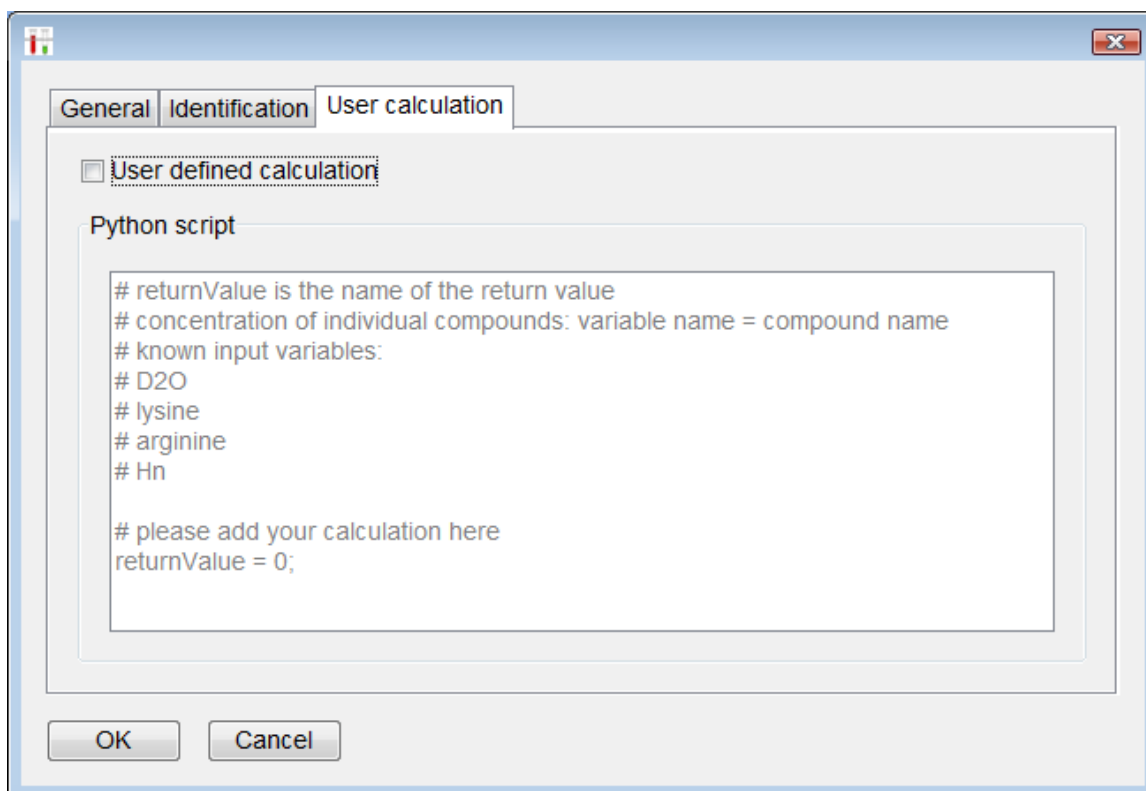 General Identification User calculation
User defined calculation
Python script
# returnValue is the name of the return value
# concentration of individual compounds: variable name = compound name
# known input variables:
# D2O
# lysine
# arginine
# Hn
# please add your calculation here
returnValue = 0;
OK Cancel